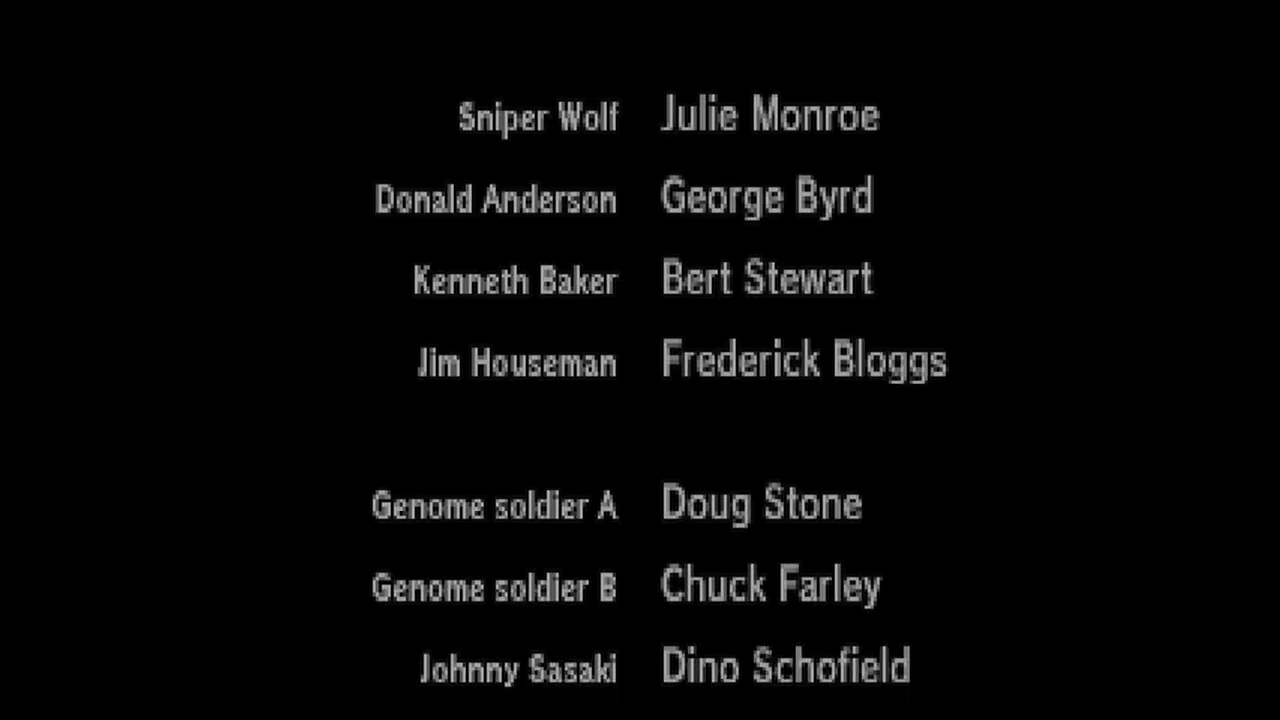 Sniper Wolf Julie Monroe
Donald Anderson George Byrd
Kenneth Baker Bert Stewart
Jim Houseman Frederick Bloggs
Genome soldier A Doug Stone
Genome soldier B Chuck Farley
Johnny Sasaki Dino Schofield